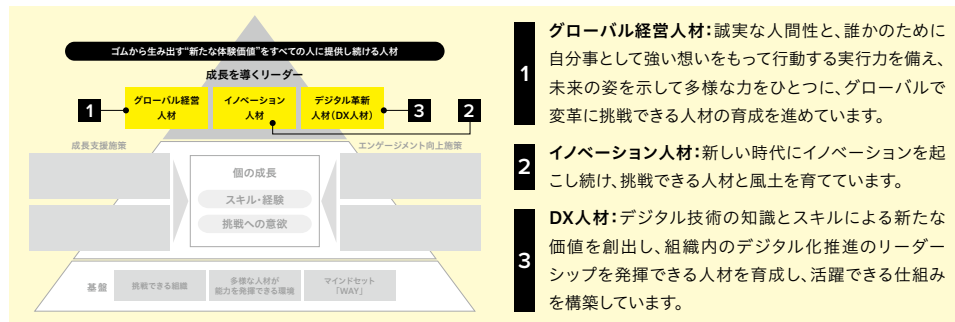 ゴムから生み出す“新たな体験価値”をすべての人に提供し続ける人材
成長を導くリーダー
1
グローバル経営
人材
イノベーション
人材
デジタル革新
人材(DX人材)
3
2
成長支援施策
エンゲージメント向上施策
個の成長
スキル・経験
挑戦への意欲
基盤
挑戦できる組織
多様な人材が
能力を発揮できる環境
マインドセット
「WAY」
1
グローバル経営人材:誠実な人間性と、誰かのために
自分事として強い想いをもって行動する実行力を備え、
未来の姿を示して多様な力をひとつに、グローバルで
変革に挑戦できる人材の育成を進めています。
2
イノベーション人材:新しい時代にイノベーションを起
こし続け、挑戦できる人材と風土を育てています。
3
DX人材:デジタル技術の知識とスキルによる新たな
価値を創出し、組織内のデジタル化推進のリーダー
シップを発揮できる人材を育成し、活躍できる仕組み
を構築しています。